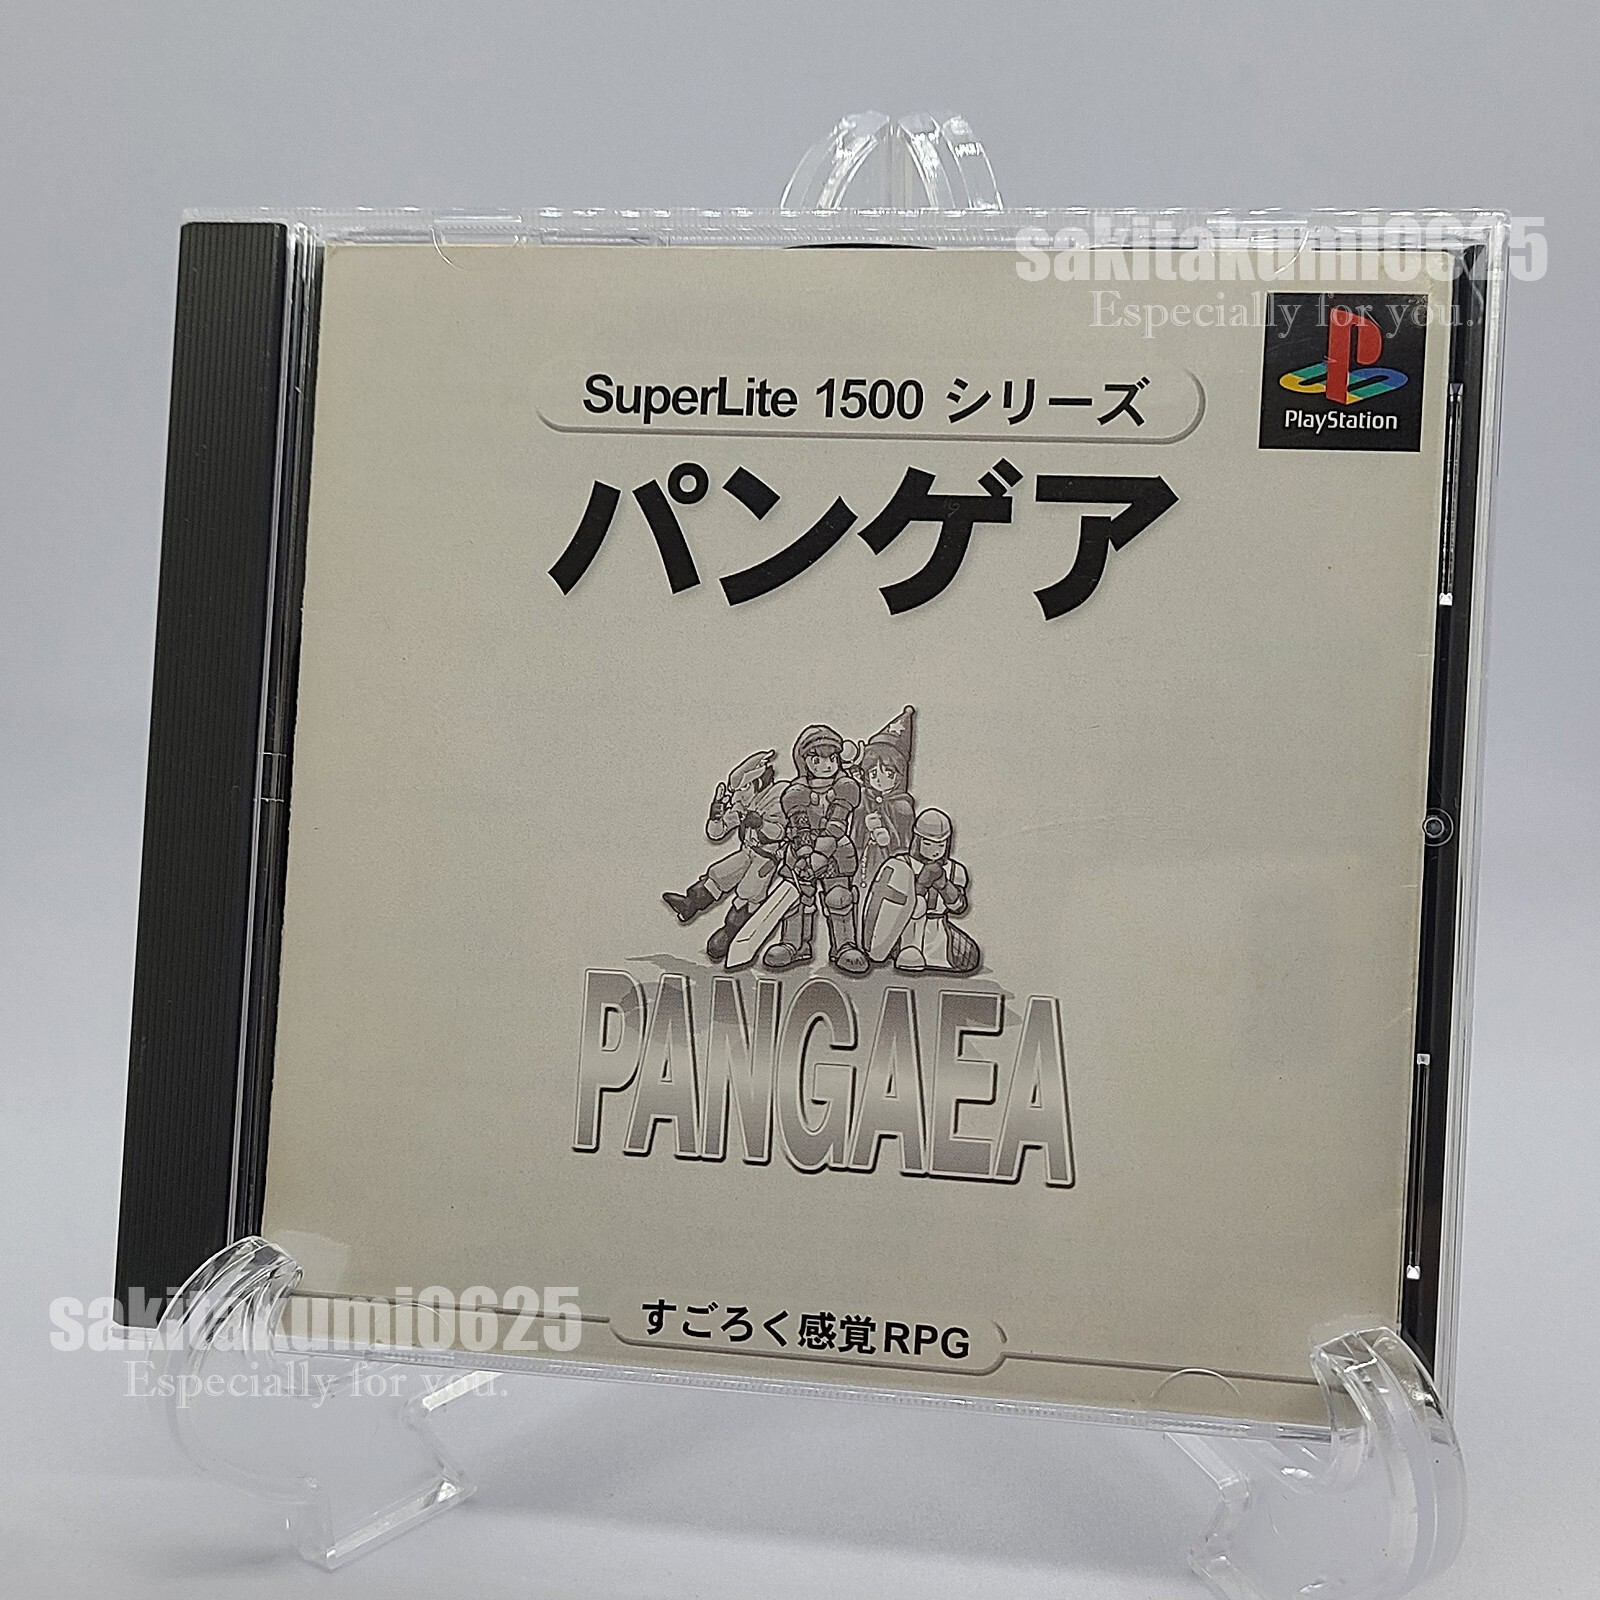 sakitakumi0625
Especially for you.
PlayStation
SuperLite 1500 シリーズ
パンゲア
PANGAEA
すごろく感覚RPG
sakitakumi0625
Especially for you.